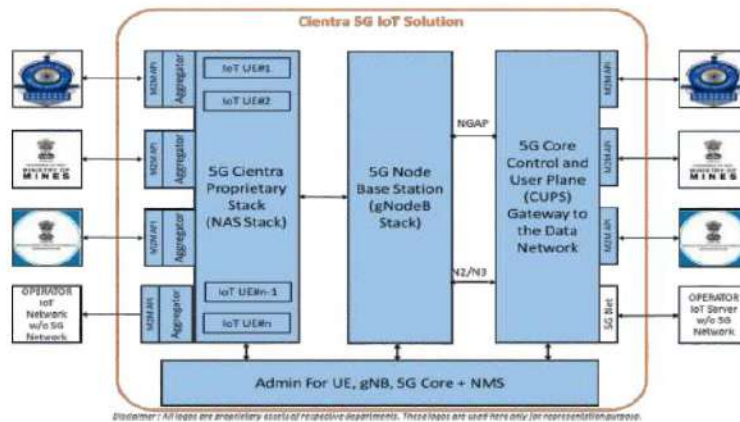 Cientra 5G IoT Solution
M2M API
Aggregator
IoT UE#1
IoT UE#2
M2M API
Aggregator
MINISTRY OF
MINES
M2M API
Aggregator
5G Cientra
Proprietary
Stack
(NAS Stack)
OPERATOR
IoT
Network
w/o 5G
Network
M2M API
Aggregator
IoT UE#n-1
IoT UE#n
5G Node
Base Station
(gNodeB
Stack)
NGAP
N2/N3
5G Core
Control and
User Plane
(CUPS)
Gateway to
the Data
Network
M2M API
M2M API
MINISTRY OF
MINES
M2M API
5G Net
OPERATOR
IoT Server
w/o 5G
Network
Admin For UE, gNB, 5G Core + NMS
Disclaimer : All logos are proprietary assets of respective departments. These logos are used here only for representation purpose.